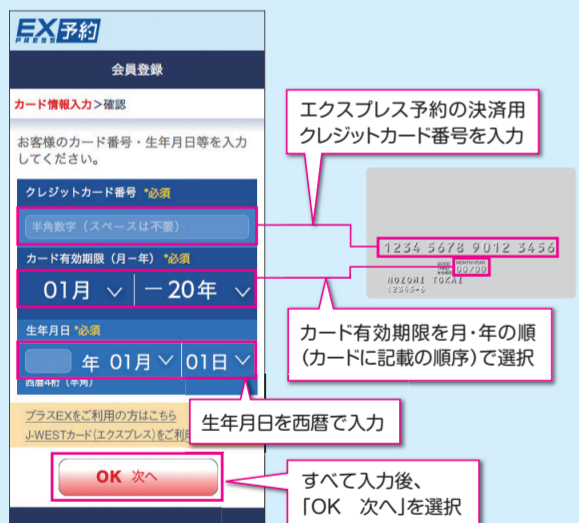 EX予約
PRESS
会員登録
カード情報入力>確認
お客様のカード番号・生年月日等を入力
してください。
クレジットカード番号 *必須
半角数字（スペースは不要）
カード有効期限（月ー年） *必須
01月 ー20年
生年月日 *必須
年 01月 01日
西暦4桁（半角）
プラスEXをご利用の方はこちら
J-WESTカード(エクスプレス)をご利用
OK 次へ
エクスプレス予約の決済用
クレジットカード番号を入力
1234 5678 9012 3456
MONTH/YEAR
00/00
NOZOMI TOKAI
12345-6
カード有効期限を月・年の順
（カードに記載の順序）で選択
生年月日を西暦で入力
すべて入力後、
「OK 次へ」を選択